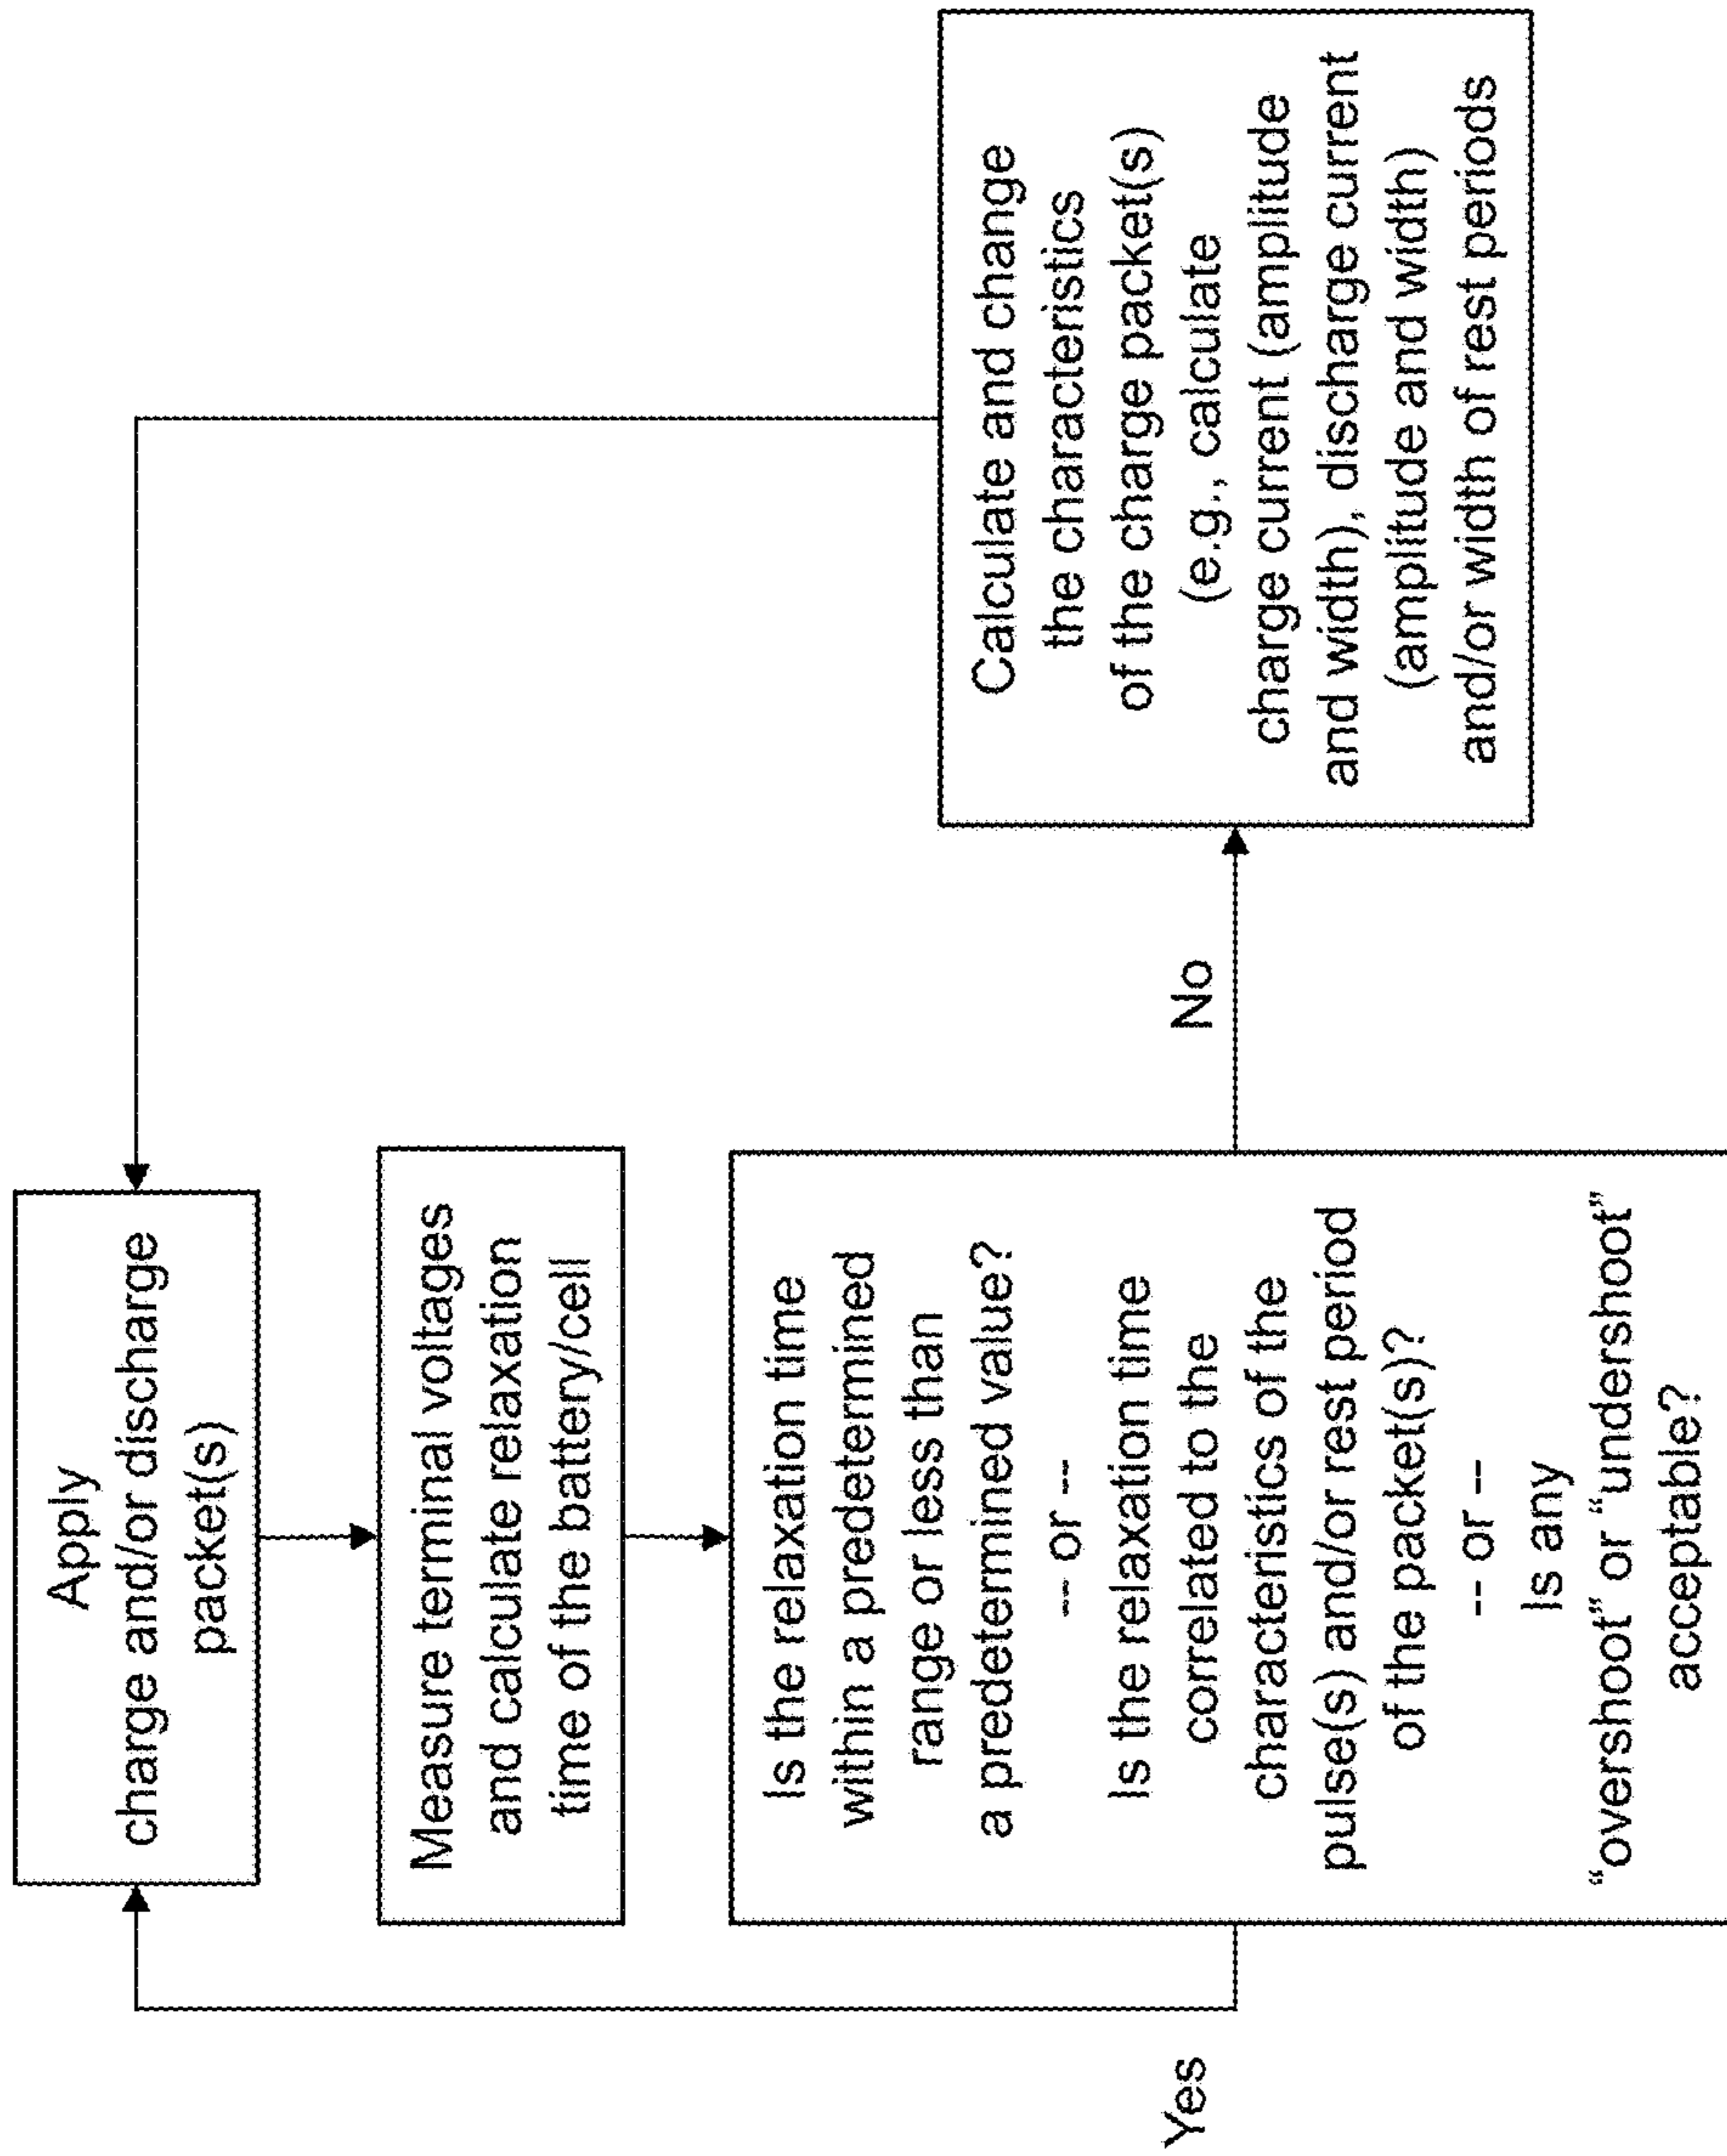 Apply
charge and/or discharge
packet(s)
Measure terminal voltages
and calculate relaxation
time of the battery/cell
Is the relaxation time
within a predetermined
range or less than
a predetermined value?
-- or --
Is the relaxation time
correlated to the
characteristics of the
pulse(s) and/or rest period
of the packet(s)?
-- or --
Is any
“overshoot” or “undershoot”
acceptable?
Yes
No
Calculate and change
the characteristics
of the charge packet(s)
(e.g., calculate
charge current (amplitude
and width), discharge current
(amplitude and width)
and/or width of rest periods